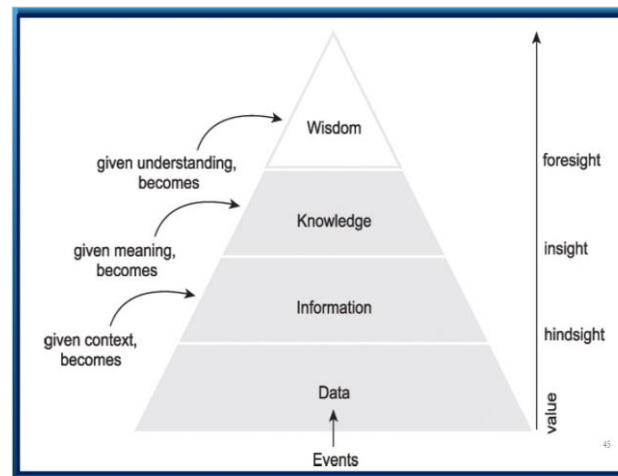 Wisdom
given understanding,
becomes
foresight
Knowledge
given meaning,
becomes
insight
Information
given context,
becomes
hindsight
Data
value
Events
45